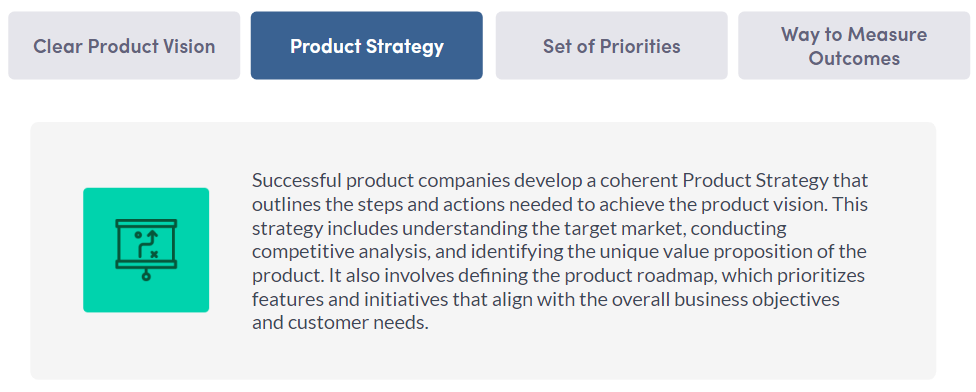 Clear Product Vision
Product Strategy
Set of Priorities
Way to Measure
Outcomes
Successful product companies develop a coherent Product Strategy that
outlines the steps and actions needed to achieve the product vision. This
strategy includes understanding the target market, conducting
competitive analysis, and identifying the unique value proposition of the
product. It also involves defining the product roadmap, which prioritizes
features and initiatives that align with the overall business objectives
and customer needs.